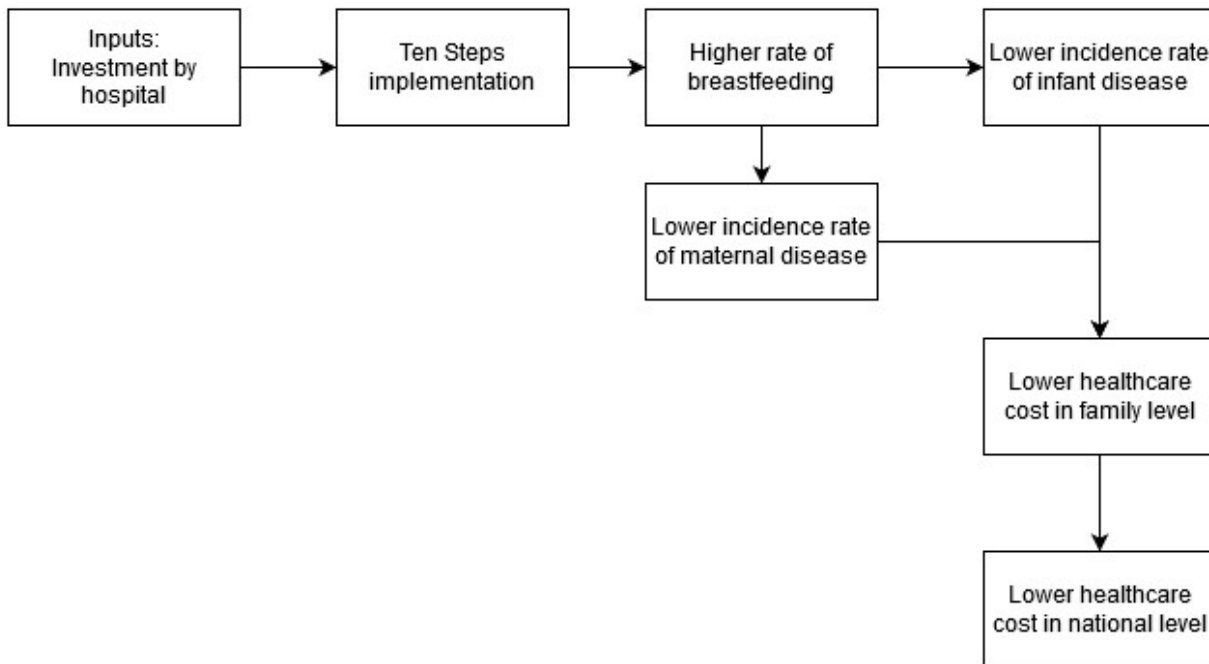 Inputs:
Investment by
hospital
Ten Steps
implementation
Higher rate of
breastfeeding
Lower incidence rate
of infant disease
Lower incidence rate
of maternal disease
Lower healthcare
cost in family level
Lower healthcare
cost in national level